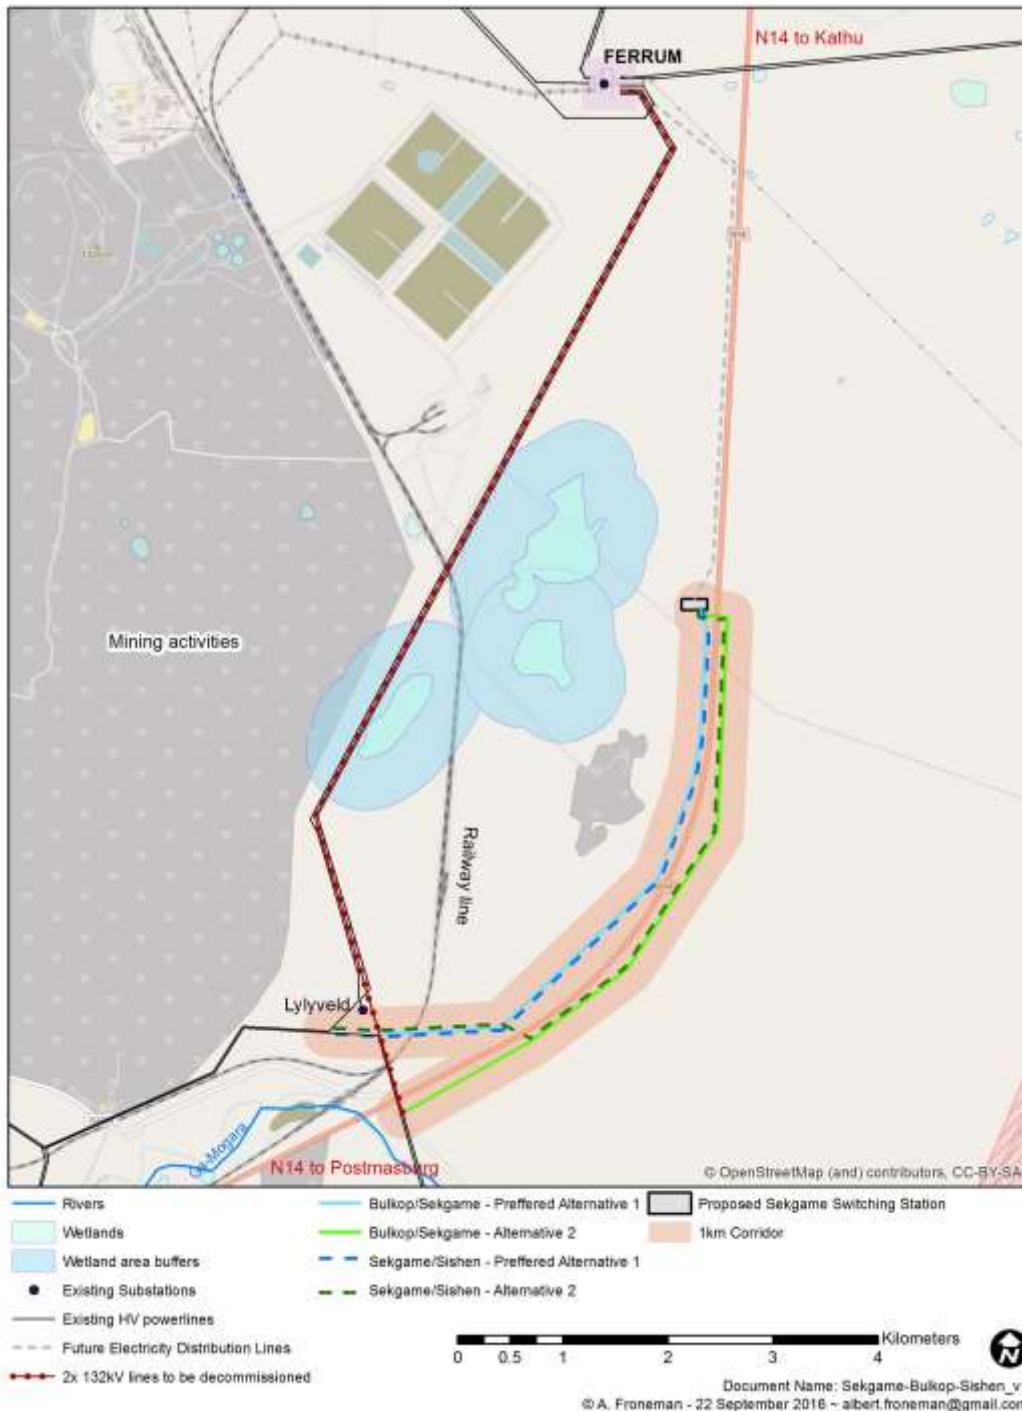 N14 to Kathu
FERRUM
Mining activities
Railway line
Lylyveld
Ga-Mogara
N14 to Postmasburg
© OpenStreetMap (and) contributors, CC-BY-SA
Rivers
Wetlands
Wetland area buffers
Existing Substations
Existing HV powerlines
Future Electricity Distribution Lines
2x 132kV lines to be decommissioned
Bulkop/Sekgame - Preffered Alternative 1
Bulkop/Sekgame - Alternative 2
Sekgame/Sishen - Preffered Alternative 1
Sekgame/Sishen - Alternative 2
Proposed Sekgame Switching Station
1km Corridor
Kilometers
0 0.5 1 2 3 4
N
Document Name: Sekgame-Bulkop-Sishen_v
© A. Froneman - 22 September 2016 ~ albert.froneman@gmail.com